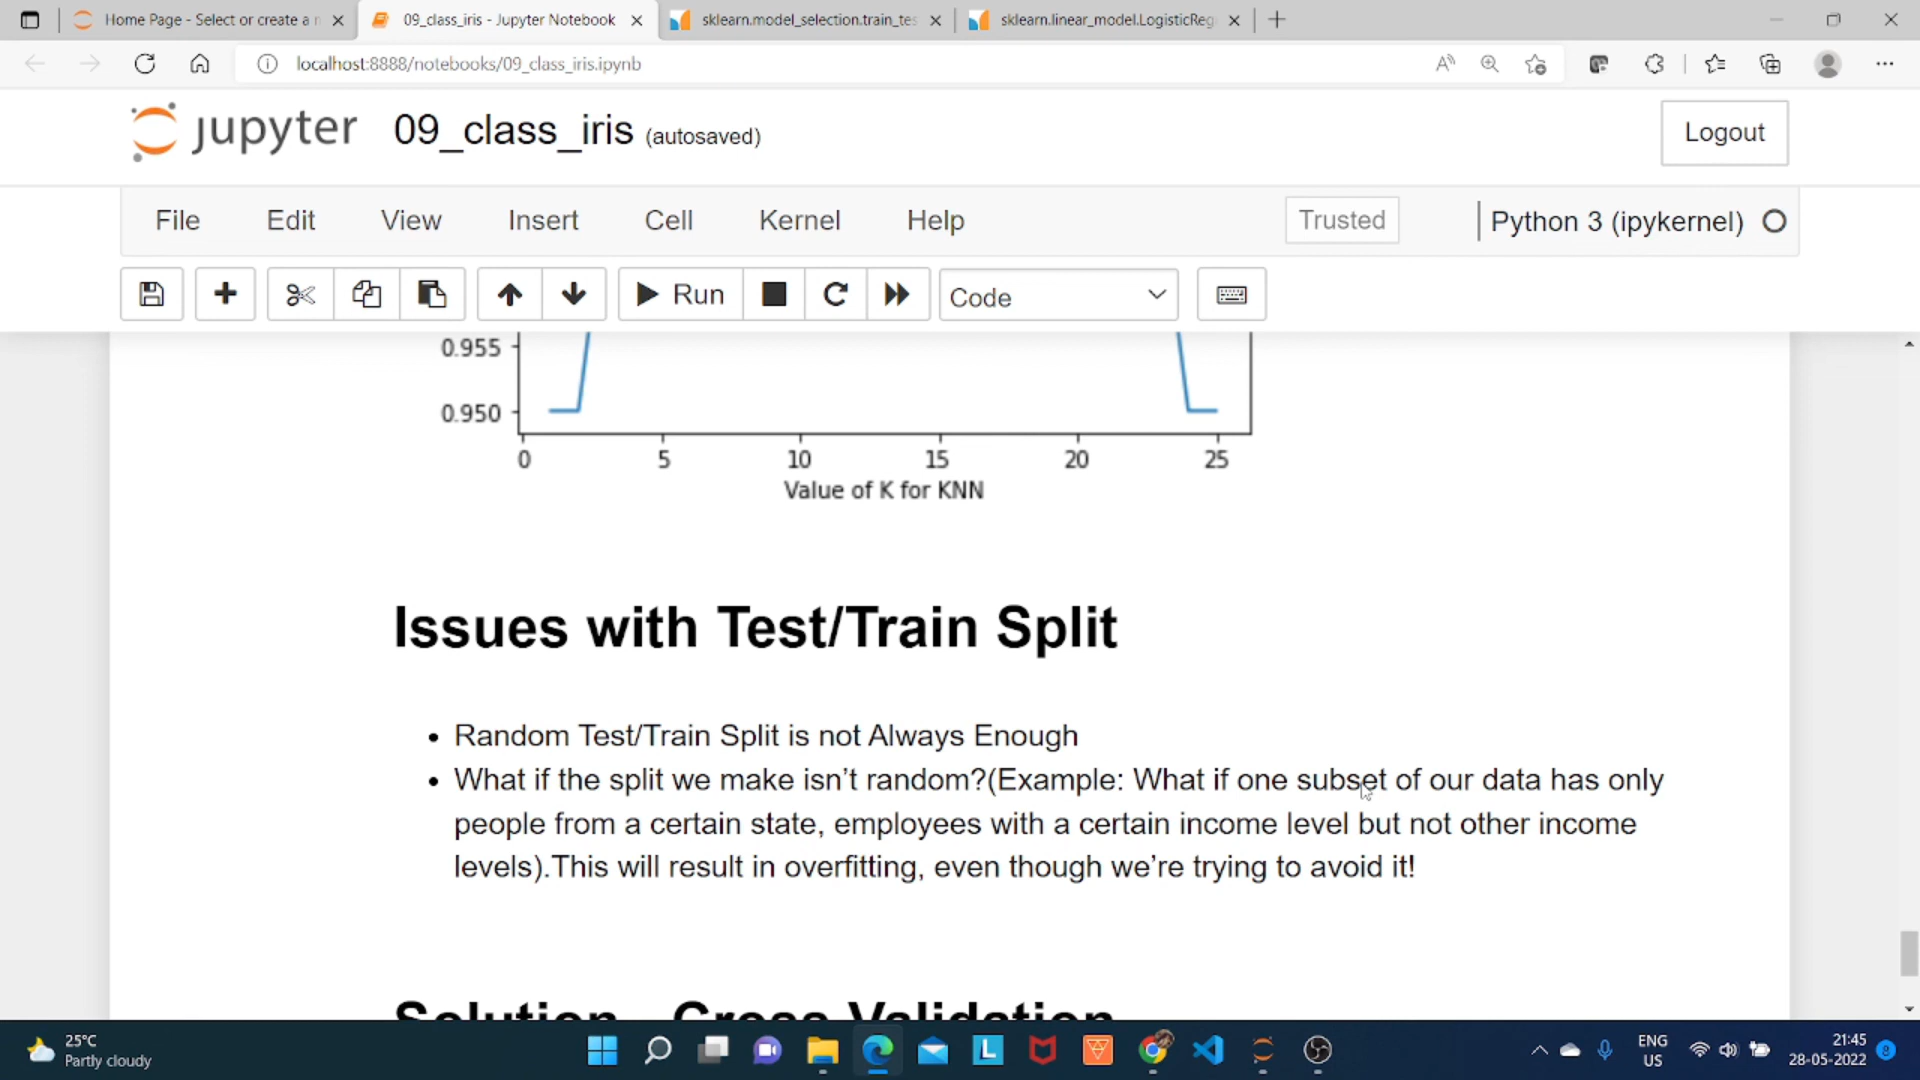 Home Page - Select or create a n
09_class_iris - Jupyter Notebook
sklearn.model_selection.train_tes
sklearn.linear_model.LogisticReg
localhost:8888/notebooks/09_class_iris.ipynb
jupyter 09_class_iris (autosaved)
Logout
File Edit View Insert Cell Kernel Help Trusted Python 3 (ipykernel)
Run Code
0.955
0.950
0 5 10 15 20 25
Value of K for KNN
Issues with Test/Train Split
• Random Test/Train Split is not Always Enough
• What if the split we make isn’t random?(Example: What if one subset of our data has only
people from a certain state, employees with a certain income level but not other income
levels).This will result in overfitting, even though we’re trying to avoid it!
Solution - Cross Validation
25°C
Partly cloudy
ENG
US
21:45
28-05-2022
8